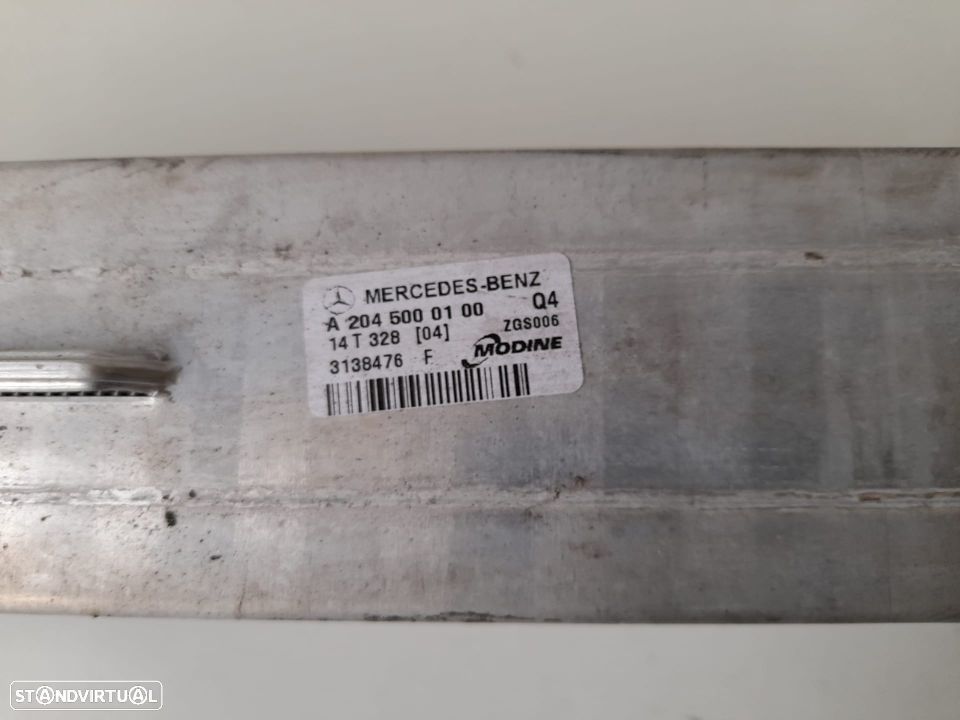 MERCEDES-BENZ
A 204 500 01 00 Q4
14 T 328 [04] ZGS006
3138476 F MODINE
STANDVIRTUAL